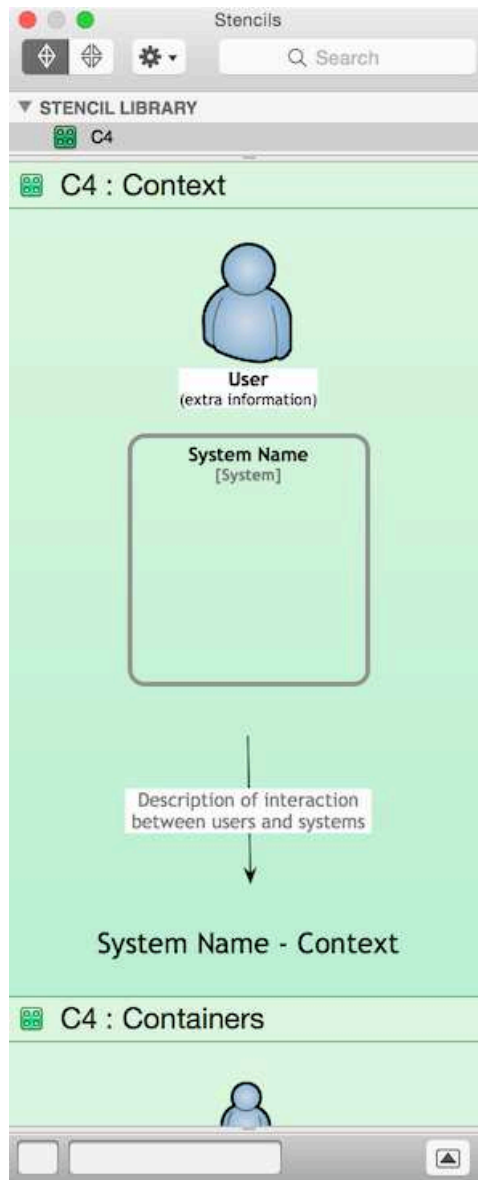 Stencils
Search
STENCIL LIBRARY
C4
C4 : Context
User
(extra information)
System Name
[System]
Description of interaction
between users and systems
System Name - Context
C4 : Containers